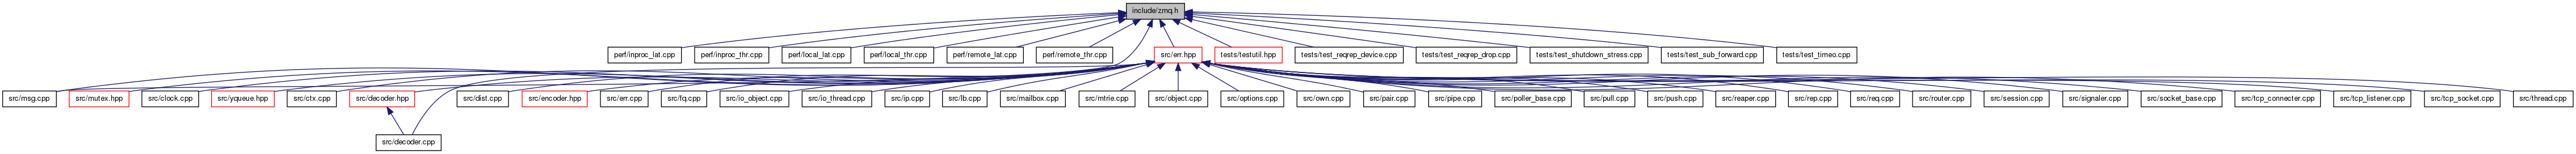 include/zmq.h
perf/inproc_lat.cpp
perf/inproc_thr.cpp
perf/local_lat.cpp
perf/local_thr.cpp
perf/remote_lat.cpp
perf/remote_thr.cpp
src/err.hpp
tests/testutil.hpp
tests/test_reqrep_device.cpp
tests/test_reqrep_drop.cpp
tests/test_shutdown_stress.cpp
tests/test_sub_forward.cpp
tests/test_timeo.cpp
src/msg.cpp
src/mutex.hpp
src/clock.cpp
src/yqueue.hpp
src/ctx.cpp
src/decoder.hpp
src/dist.cpp
src/encoder.hpp
src/err.cpp
src/fq.cpp
src/io_object.cpp
src/io_thread.cpp
src/ip.cpp
src/lb.cpp
src/mailbox.cpp
src/mtrie.cpp
src/object.cpp
src/options.cpp
src/own.cpp
src/pair.cpp
src/pipe.cpp
src/poller_base.cpp
src/pull.cpp
src/push.cpp
src/reaper.cpp
src/rep.cpp
src/req.cpp
src/router.cpp
src/session.cpp
src/signaler.cpp
src/socket_base.cpp
src/tcp_connecter.cpp
src/tcp_listener.cpp
src/tcp_socket.cpp
src/thread.cpp
src/decoder.cpp